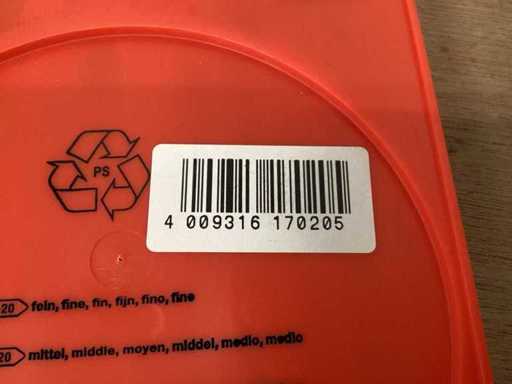 PS
4 009316 170205
20 fein, fine, fin, fijn, fino, fine
20 mittel, middle, moyen, middel, medio, medio